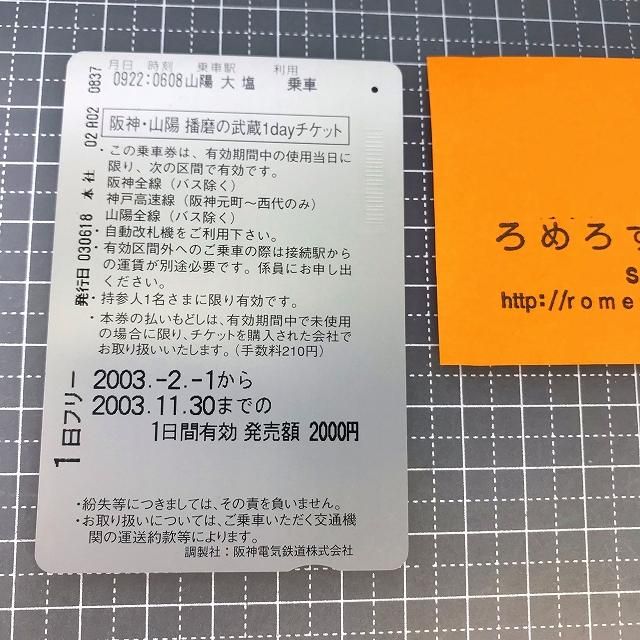 月日 時刻 乗車駅 利用
0922:0608山陽 大 塩 乗車
阪神・山陽 播磨の武蔵1dayチケット
・この乗車券は、有効期間中の使用当日に
限り、次の区間で有効です。
阪神全線（バス除く）
神戸高速線（阪神元町〜西代のみ）
山陽全線（バス除く）
・自動改札機をご利用下さい。
・有効区間外へのご乗車の際は接続駅から
の運賃が別途必要です。係員にお申し出
ください。
・持参人1名さまに限り有効です。
・本券の払いもどしは、有効期間中で未使用
の場合に限り、チケットを購入された会社で
お取り扱いいたします。（手数料210円）
2003.-2.-1から
2003.11.30までの
1日間有効 発売額 2000円
・紛失等につきましては、その責を負いません。
・お取り扱いについては、ご乗車いただく交通機
関の運送約款等によります。
調製社：阪神電気鉄道株式会社
1日フリー
発行日 030618 本 社 02 A02 0837
ろめろす
S
http://rome